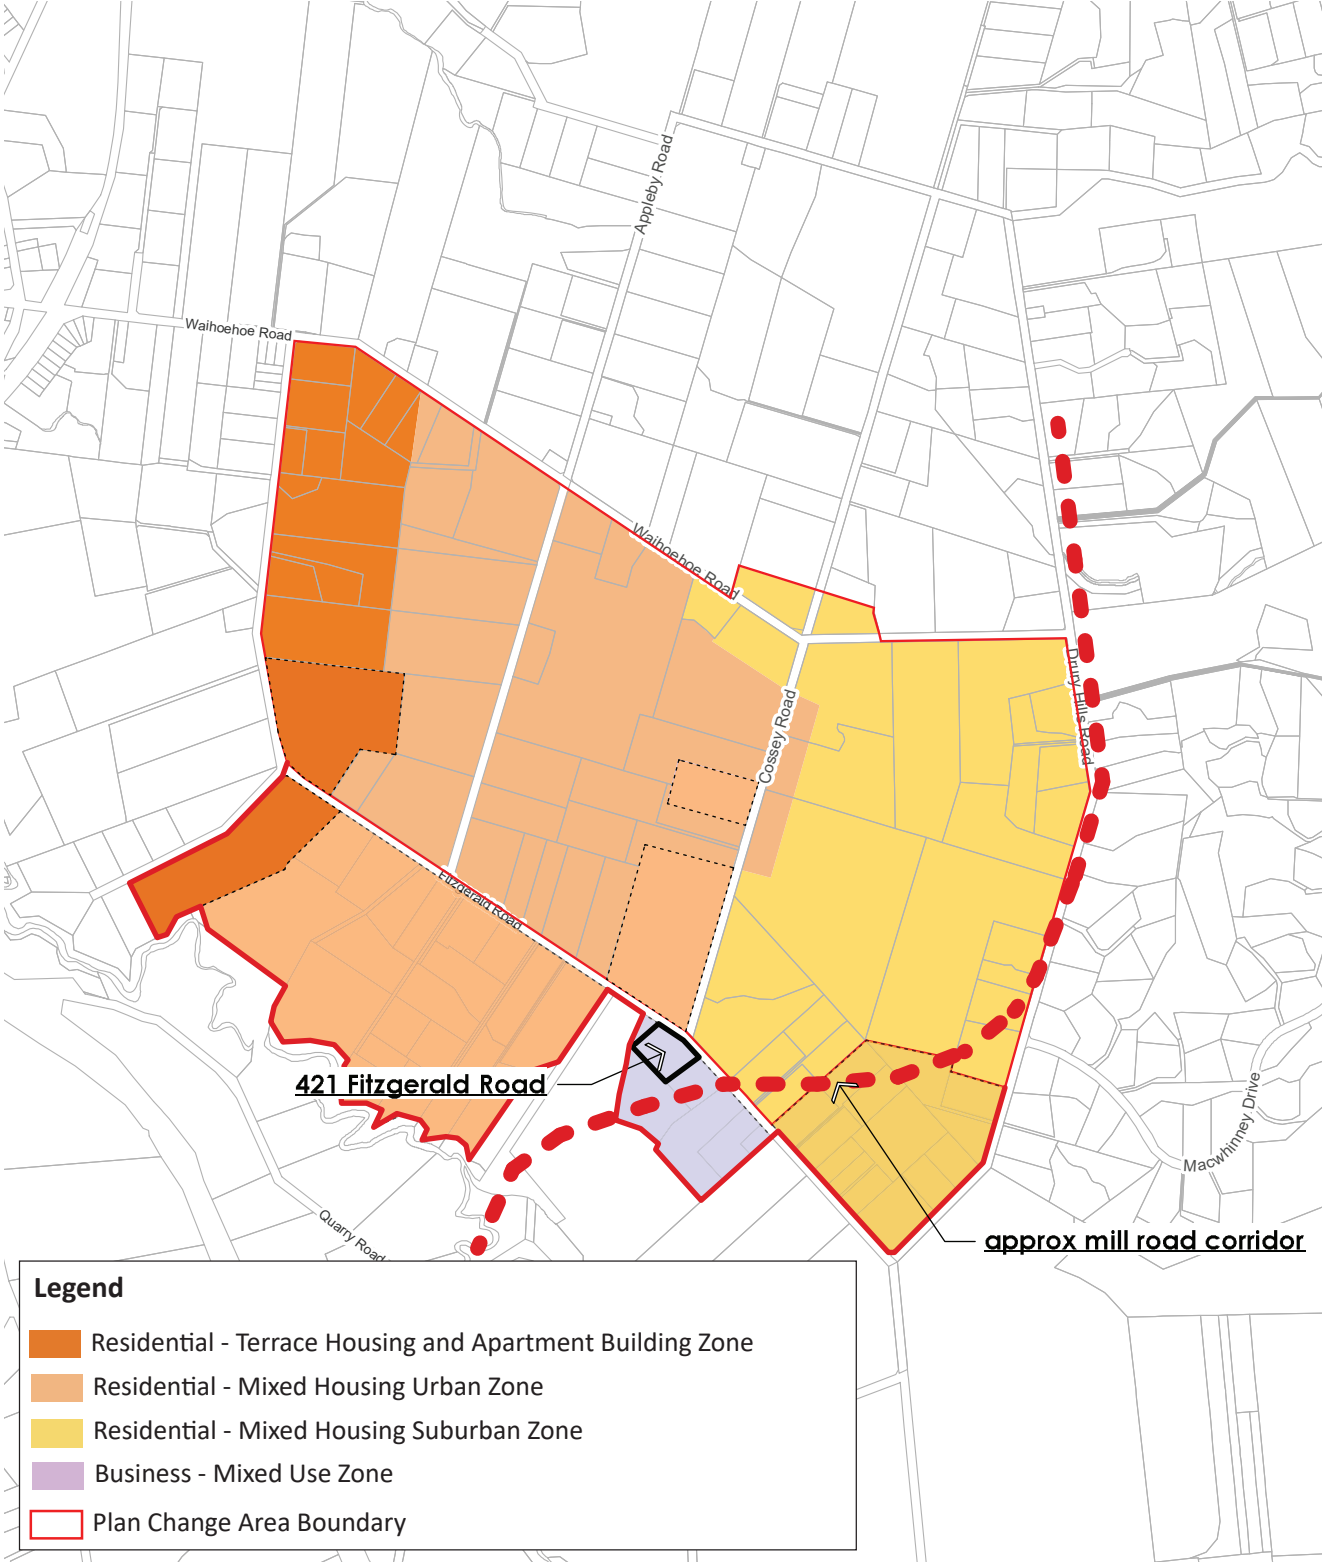 Appleby Road
Waihoehoe Road
Waihoehoe Road
Drury Hills Road
Cossey Road
Fitzgerald Road
421 Fitzgerald Road
Macwhinney Drive
Quarry Road
approx mill road corridor
Legend
Residential - Terrace Housing and Apartment Building Zone
Residential - Mixed Housing Urban Zone
Residential - Mixed Housing Suburban Zone
Business - Mixed Use Zone
Plan Change Area Boundary